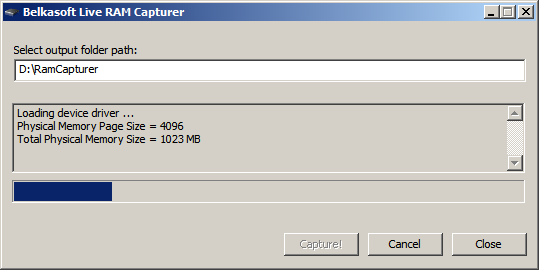 Belkasoft Live RAM Capturer
Select output folder path:
D:\RamCapturer
Loading device driver ...
Physical Memory Page Size = 4096
Total Physical Memory Size = 1023 MB
Capture!
Cancel
Close